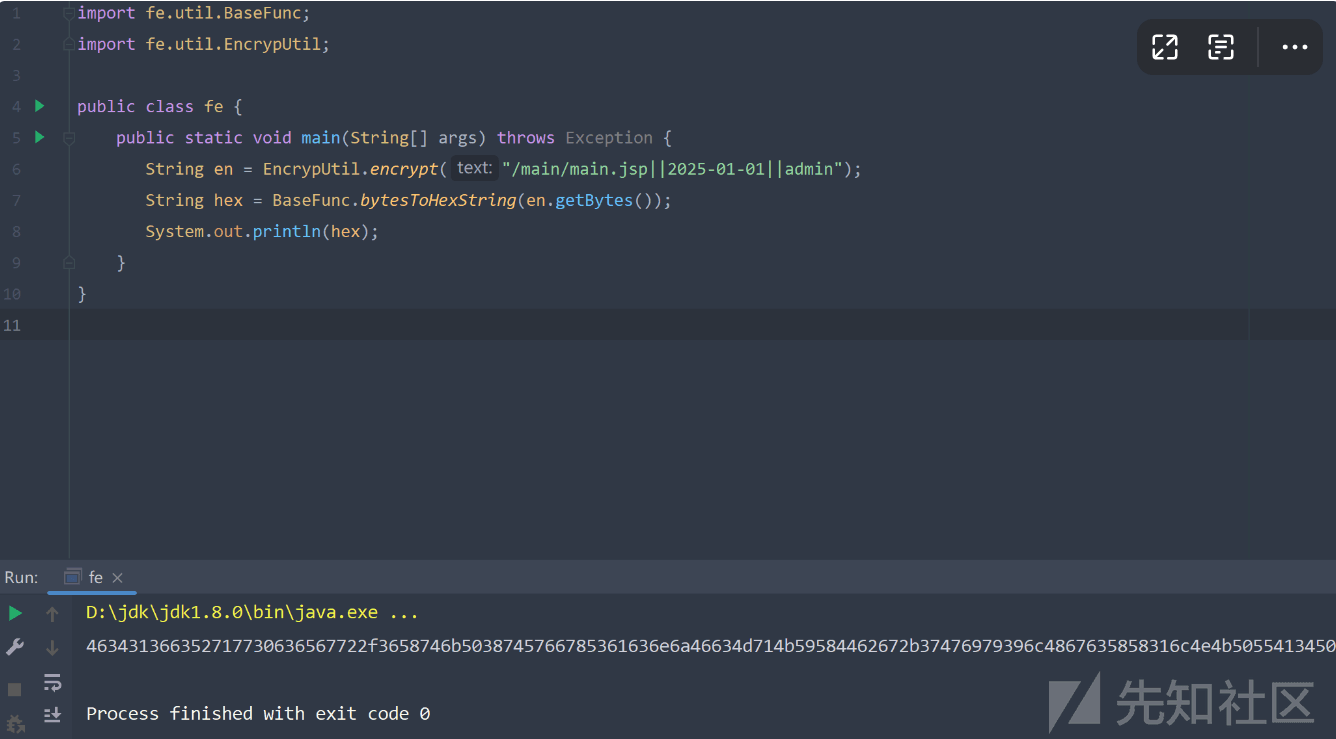 1 import fe.util.BaseFunc;
2 import fe.util.EncrypUtil;
3
4 public class fe {
5 public static void main(String[] args) throws Exception {
6 String en = EncrypUtil.encrypt( text: "/main/main.jsp||2025-01-01||admin");
7 String hex = BaseFunc.bytesToHexString(en.getBytes());
8 System.out.println(hex);
9 }
10 }
11
Run: fe
D:\jdk\jdk1.8.0\bin\java.exe ...
4634313663527177306365677​22f3658746b5038745766785361636e6a46634d714b59584462672b37476979396c4867635858316c4e4b5055413450
Process finished with exit code 0
先知社区